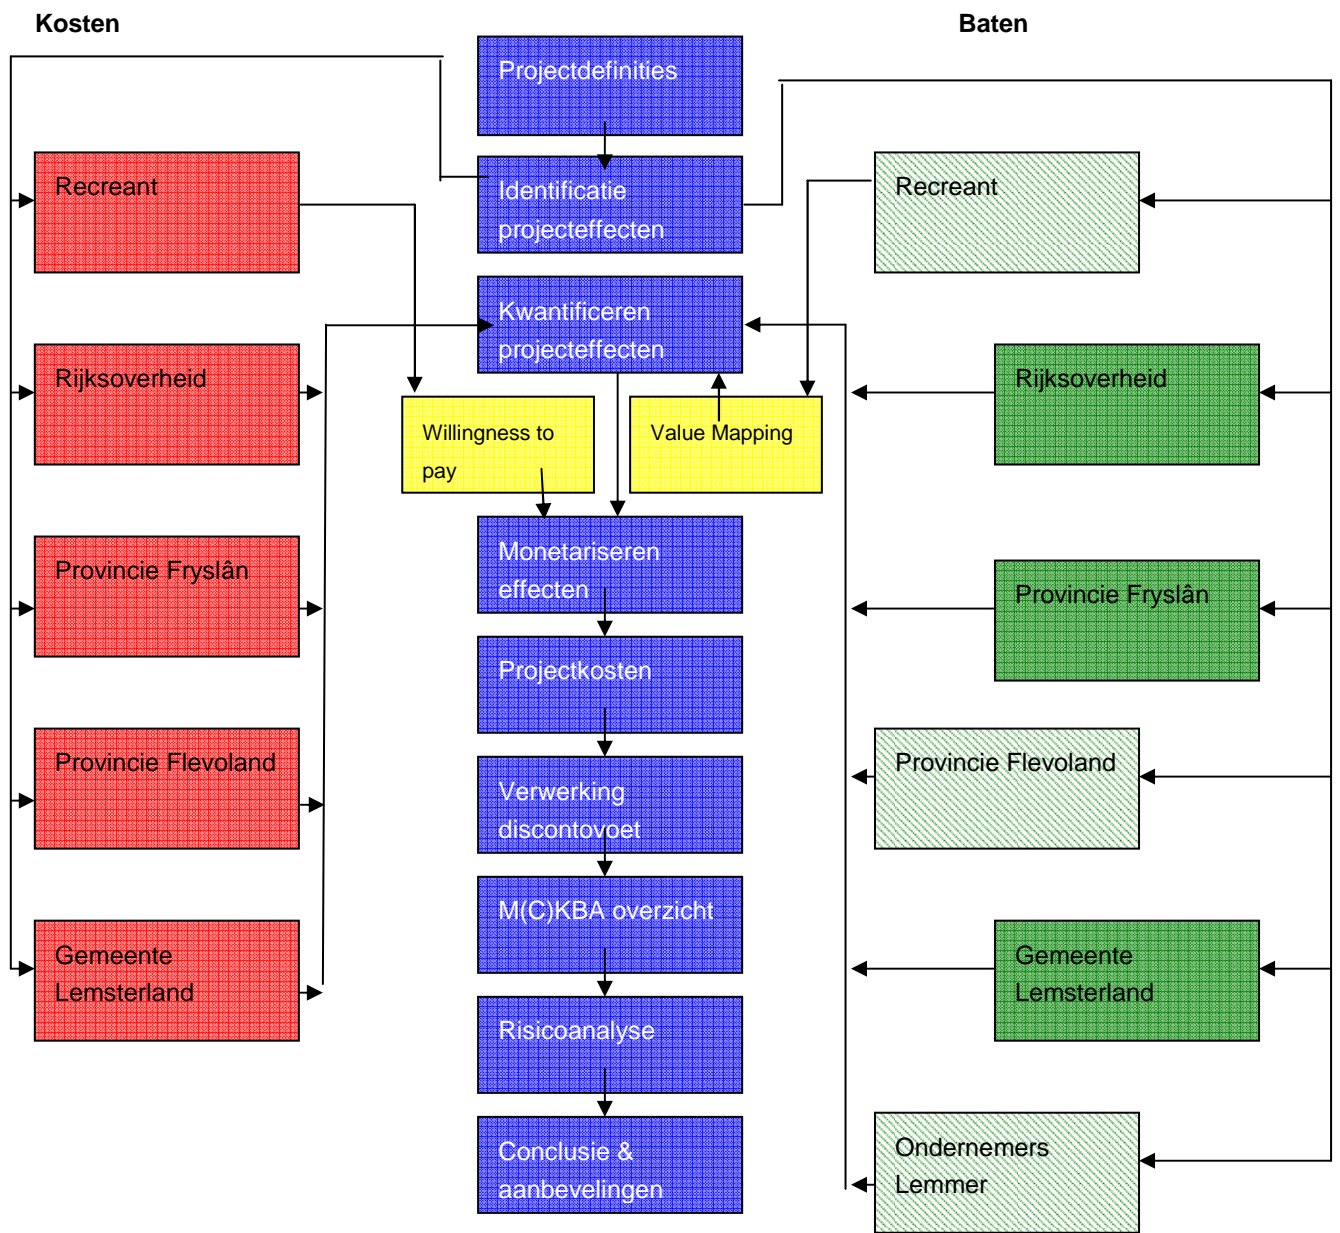 Kosten
Baten
Projectdefinities
Recreant
Identificatie
projecteffecten
Recreant
Kwantificeren
projecteffecten
Rijksoverheid
Willingness to
pay
Value Mapping
Rijksoverheid
Monetariseren
effecten
Provincie Fryslân
Provincie Fryslân
Projectkosten
Provincie Flevoland
Verwerking
discontovoet
Provincie Flevoland
M(C)KBA overzicht
Gemeente
Lemsterland
Gemeente
Lemsterland
Risicoanalyse
Conclusie &
aanbevelingen
Ondernemers
Lemmer